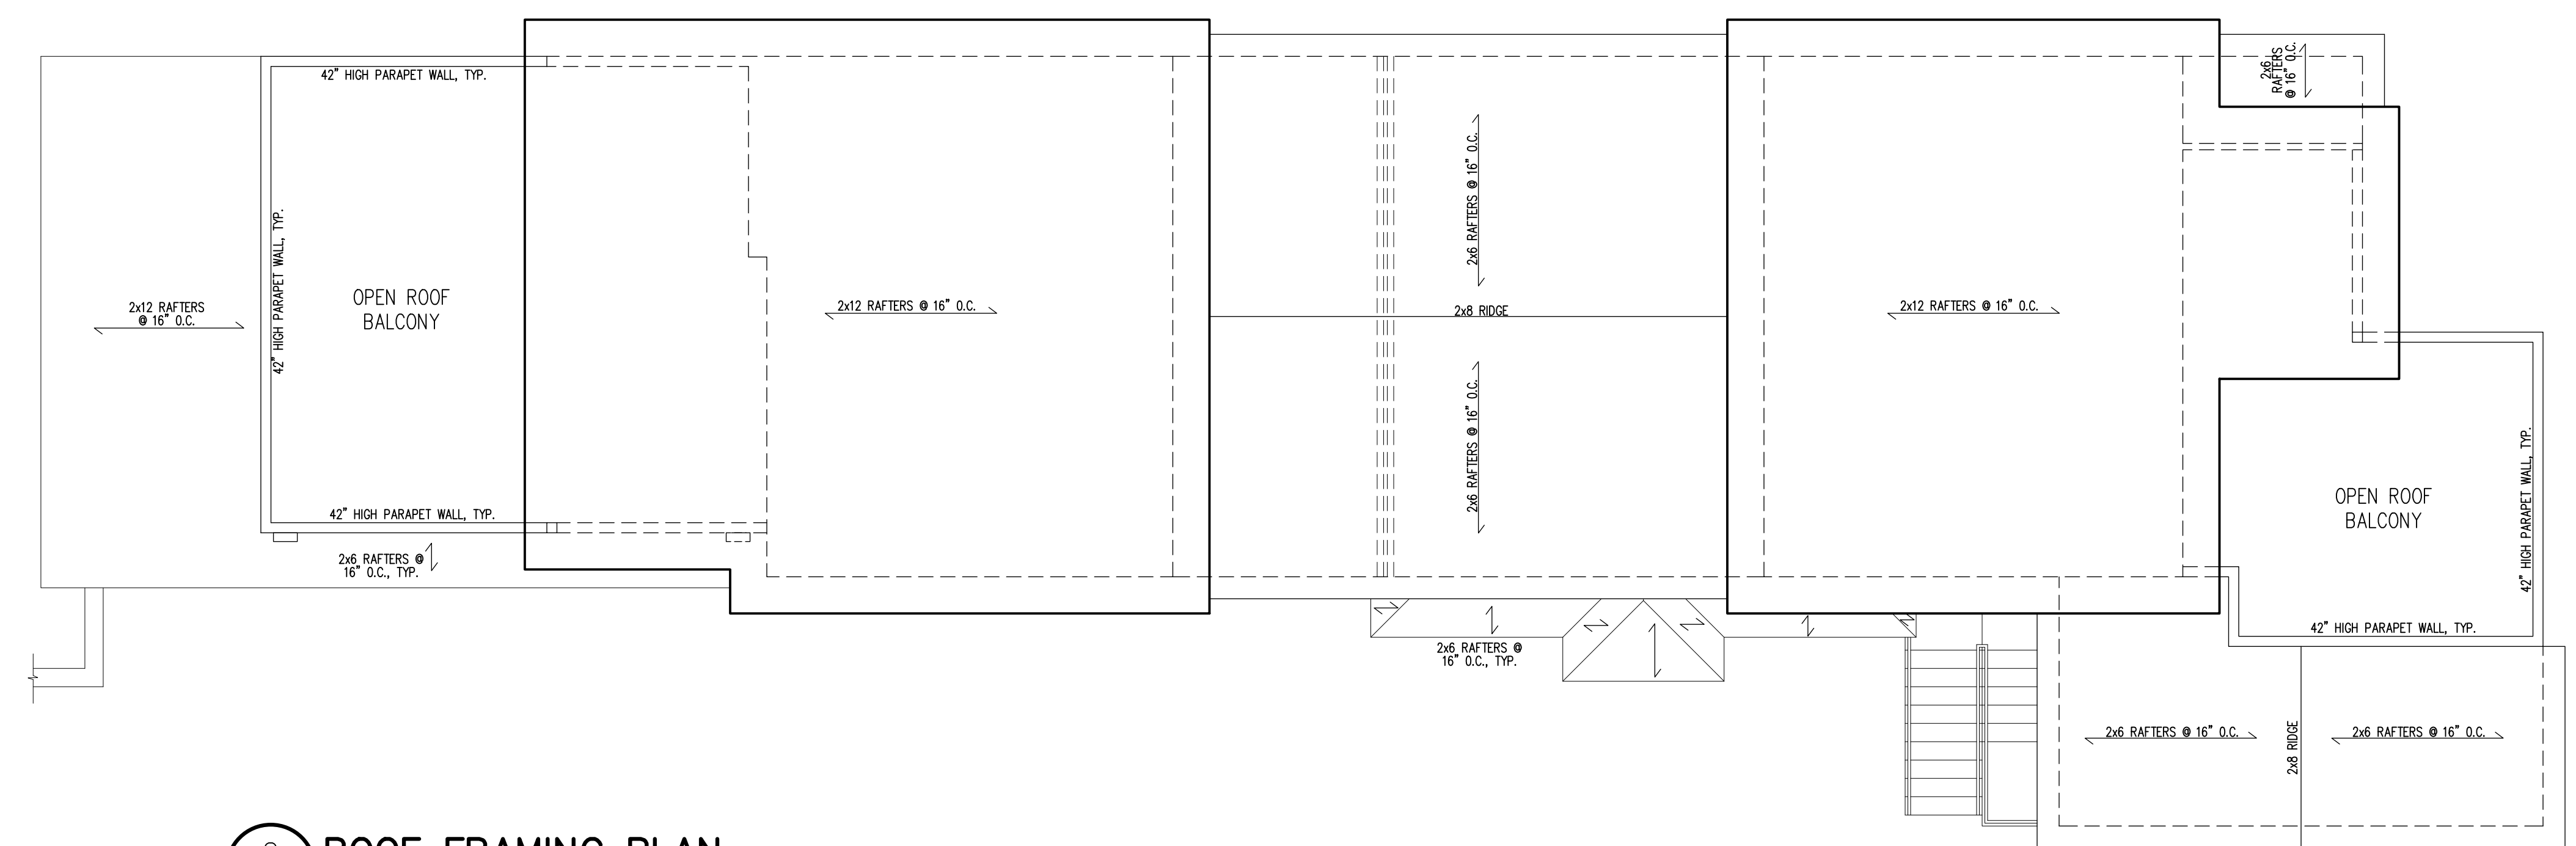 42" HIGH PARAPET WALL, TYP.
2x6
RAFTERS
@ 16" O.C.
2x6 RAFTERS @ 16" O.C.
42" HIGH PARAPET WALL, TYP.
2x12 RAFTERS
@ 16" O.C.
OPEN ROOF
BALCONY
2x12 RAFTERS @ 16" O.C.
2x8 RIDGE
2x12 RAFTERS @ 16" O.C.
2x6 RAFTERS @ 16" O.C.
42" HIGH PARAPET WALL, TYP.
OPEN ROOF
BALCONY
42" HIGH PARAPET WALL, TYP.
2x6 RAFTERS @
16" O.C., TYP.
42" HIGH PARAPET WALL, TYP.
2x6 RAFTERS @
16" O.C., TYP.
2x6 RAFTERS @ 16" O.C.
2x8 RIDGE
2x6 RAFTERS @ 16" O.C.
ROOF FRAMING PLAN